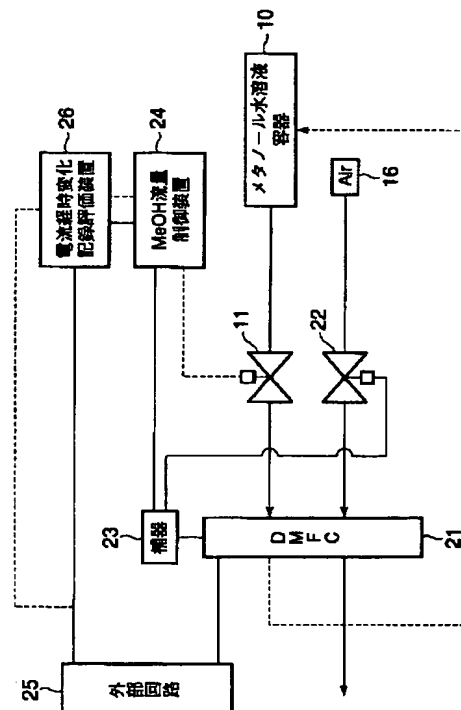 26
電流経時変化
記録評価装置
24
MeOH流量
制御装置
10
メタノール水溶液
容器
Air
16
11
22
23
補器
DMFC
21
25
外部回路